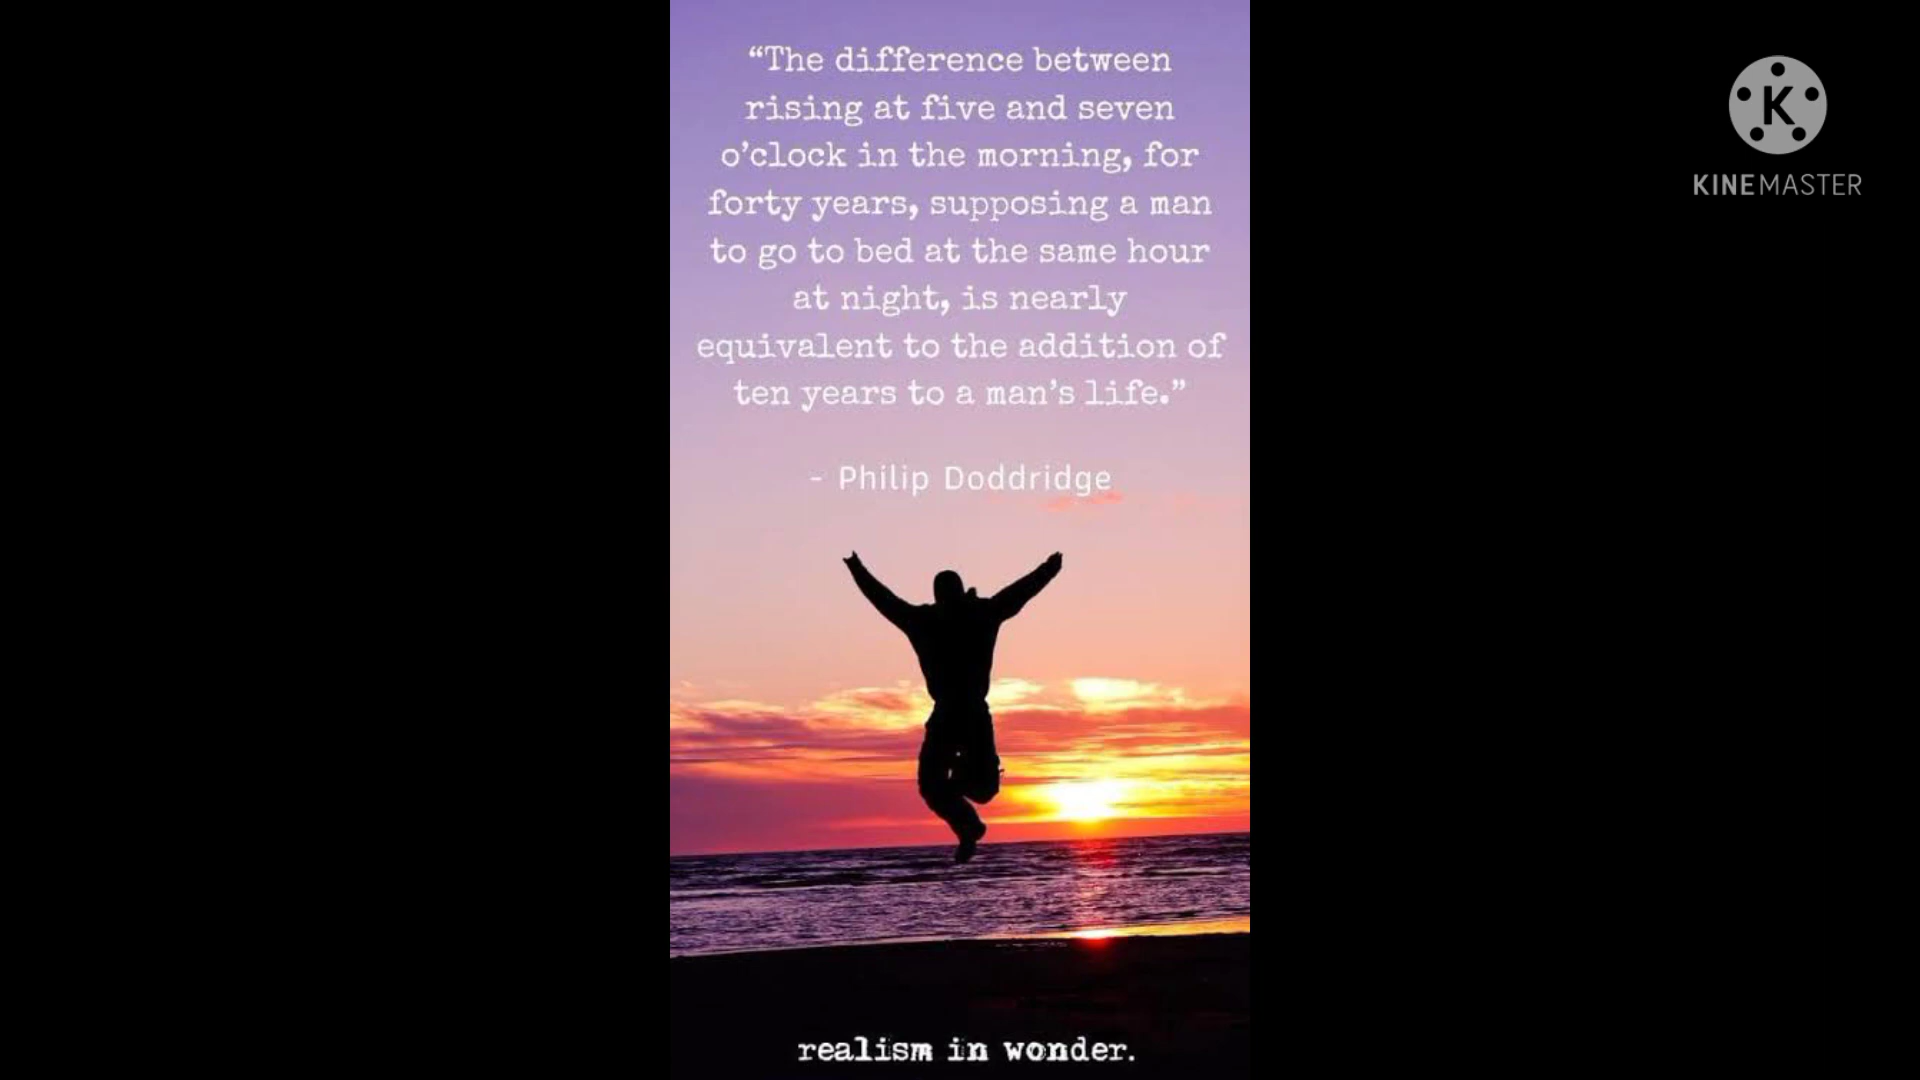 “The difference between
rising at five and seven
o’clock in the morning, for
forty years, supposing a man
to go to bed at the same hour
at night, is nearly
equivalent to the addition of
ten years to a man’s life.”
- Philip Doddridge
realism in wonder.
K
KINEMASTER